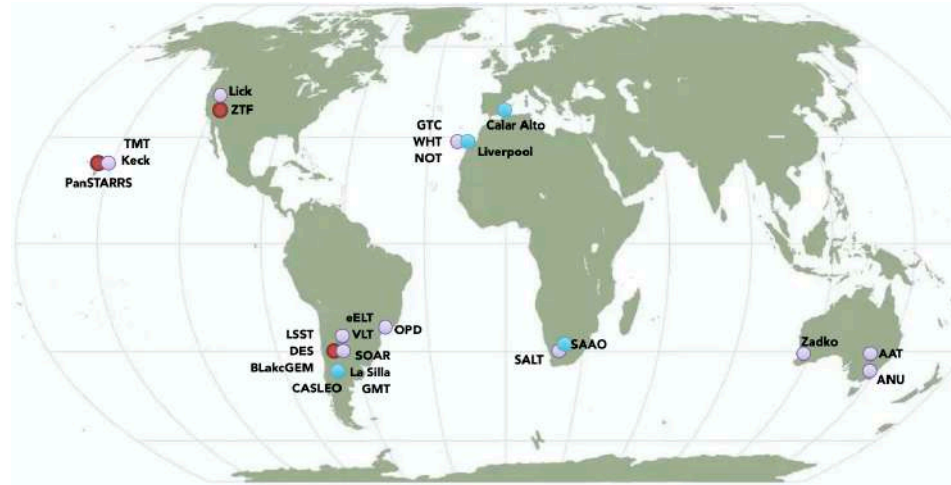 Lick
ZTF
TMT
Keck
PanSTARRS
GTC
WHT
NOT
Calar Alto
Liverpool
eELT
LSST
VLT
OPD
DES
SOAR
BLakcGEM
La Silla
CASLEO
GMT
SAAO
SALT
Zadko
AAT
ANU